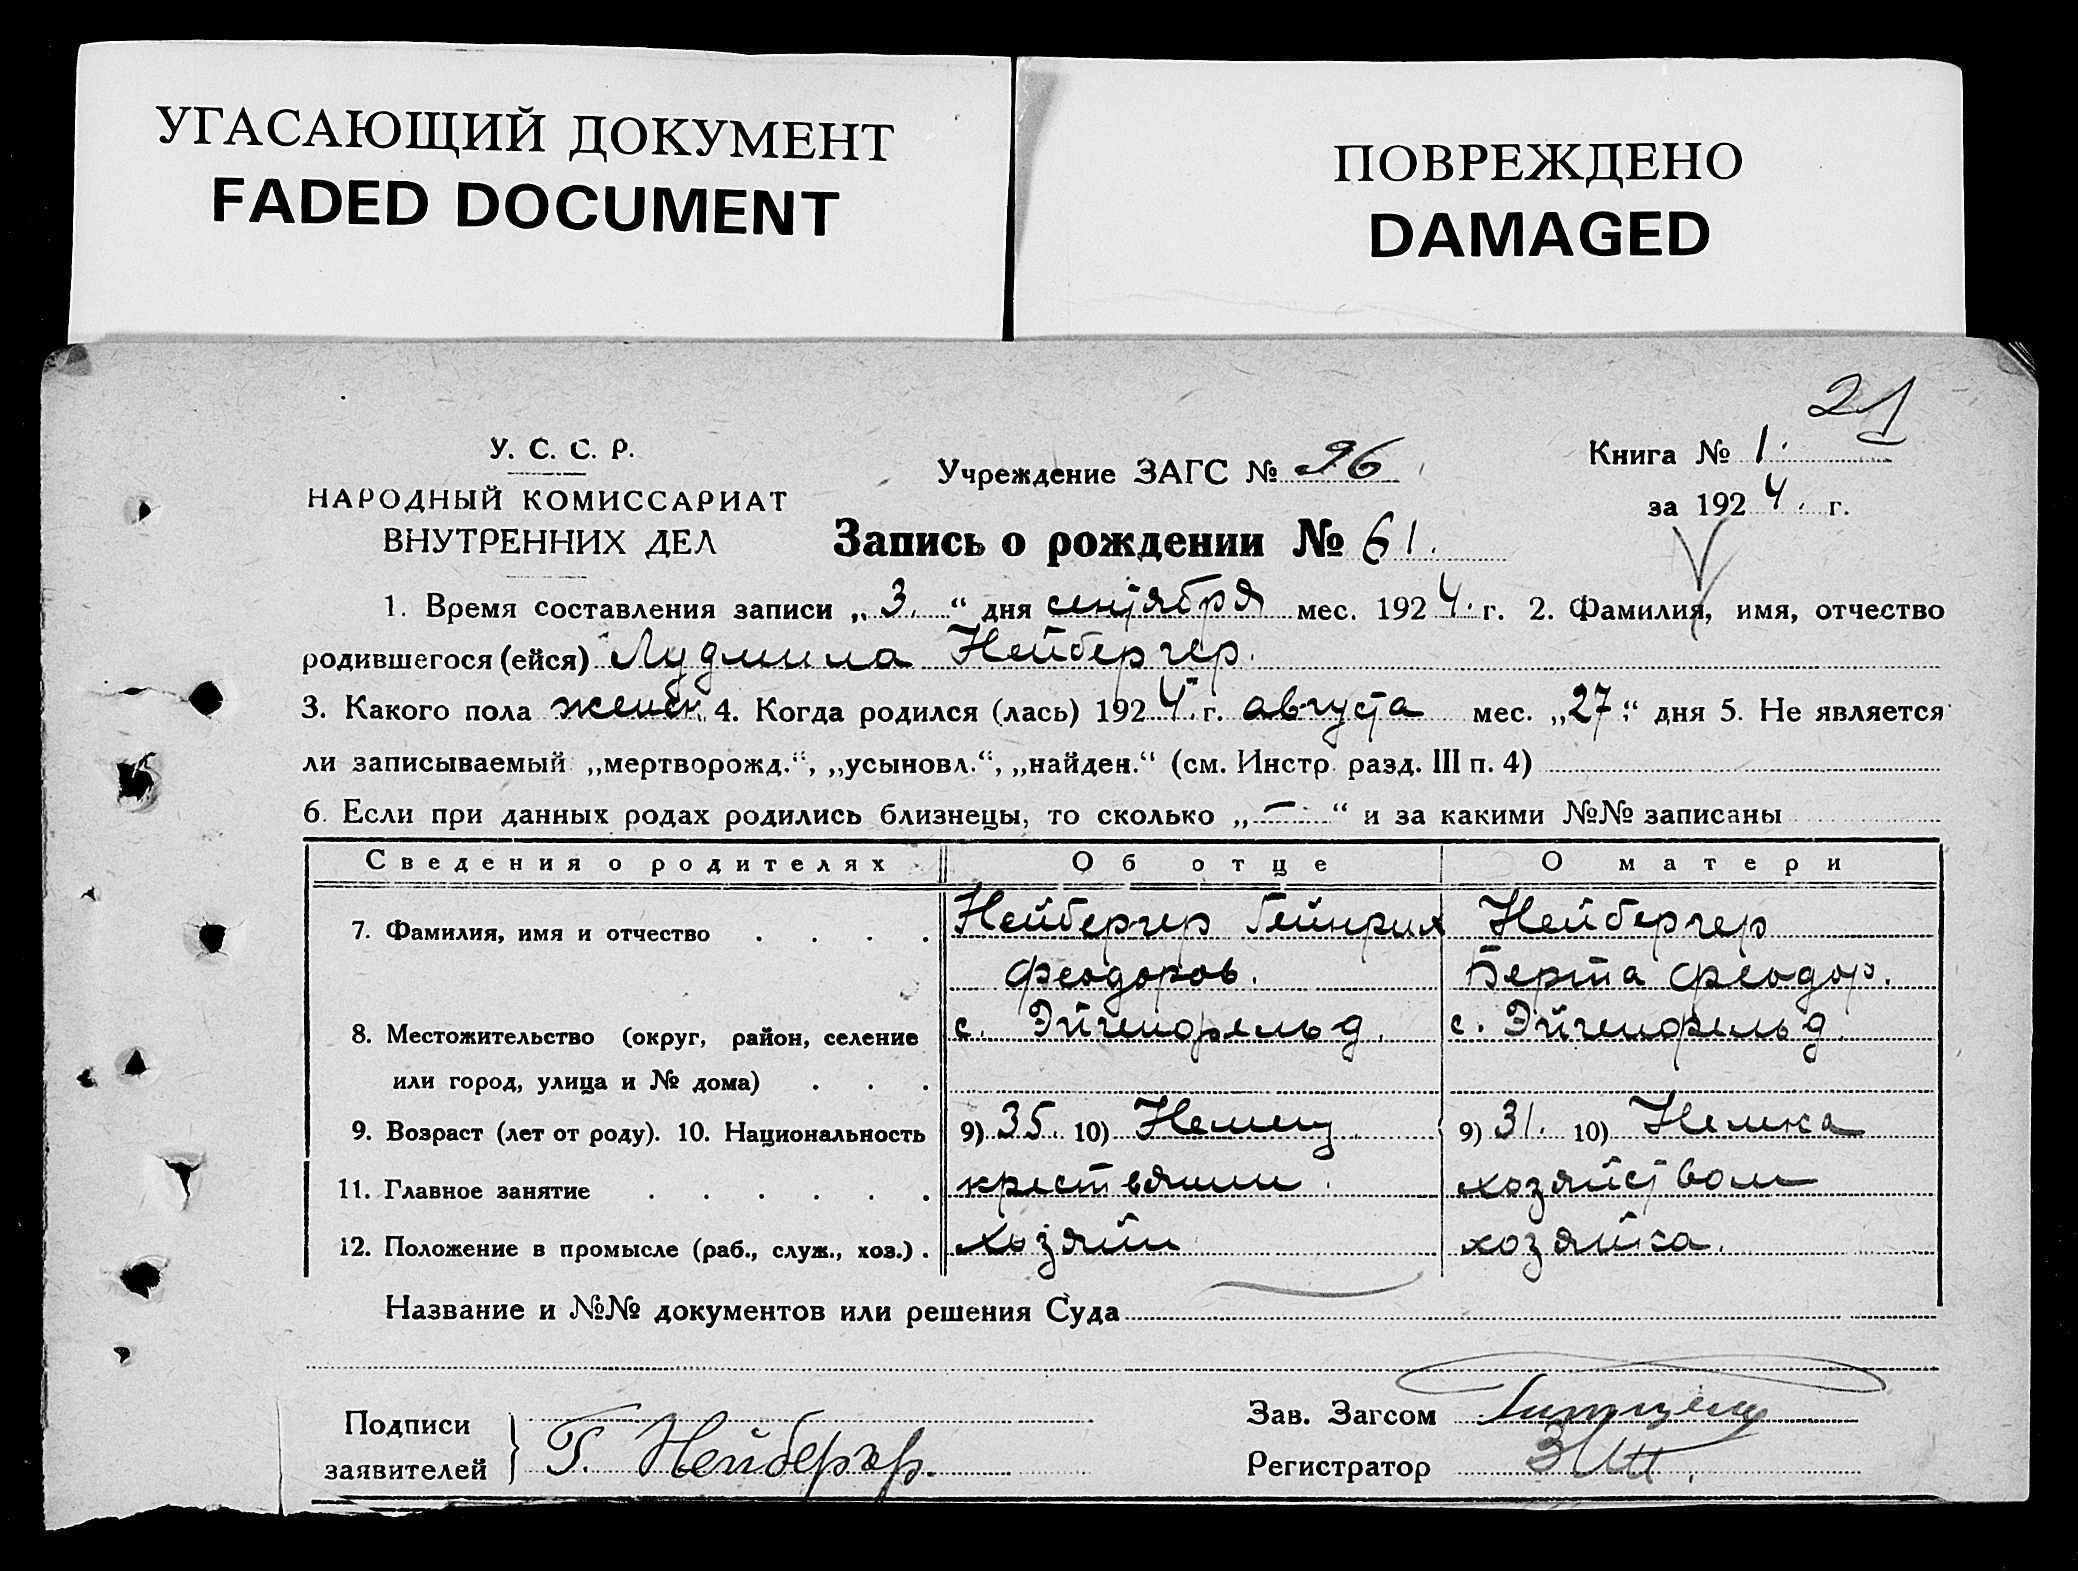 УГАСАЮЩИЙ ДОКУМЕНТ
FADED DOCUMENT
ПОВРЕЖДЕНО
DAMAGED
21
У. С. С. Р.
НАРОДНЫЙ КОМИССАРИАТ
ВНУТРЕННИХ ДЕЛ
Учреждение ЗАГС № 96
Книга № 1.
за 1924. г.
Запись о рождении № 61.
1. Время составления записи „3.“ дня сентября мес. 1924. г. 2. Фамилия, имя, отчество
родившегося (ейся) Лудмила Нейбергер.
3. Какого пола женск. 4. Когда родился (лась) 1924. г. августа мес. „27“ дня 5. Не является
ли записываемый „мертворожд.“, „усыновл.“, „найден.“ (см. Инстр. разд. III п. 4)
6. Если при данных родах родились близнецы, то сколько „—“ и за какими №№ записаны
Сведения о родителях Об отце О матери
7. Фамилия, имя и отчество . . . . Нейбергер Гейнрих Нейбергер
Феодоров. Берта Феодор.
8. Местожительство (округ, район, селение с. Эйгенфельд. с. Эйгенфельд.
или город, улица и № дома) . . .
9. Возраст (лет от роду). 10. Национальность 9) 35. 10) Немец 9) 31. 10) Немка
11. Главное занятие . . . . . . крестьянин. хозяйством
12. Положение в промысле (раб., служ., хоз.) . хозяин хозяйка.
Название и №№ документов или решения Суда
Подписи
заявителей } Г. Нейбергер.
Зав. Загсом
Регистратор